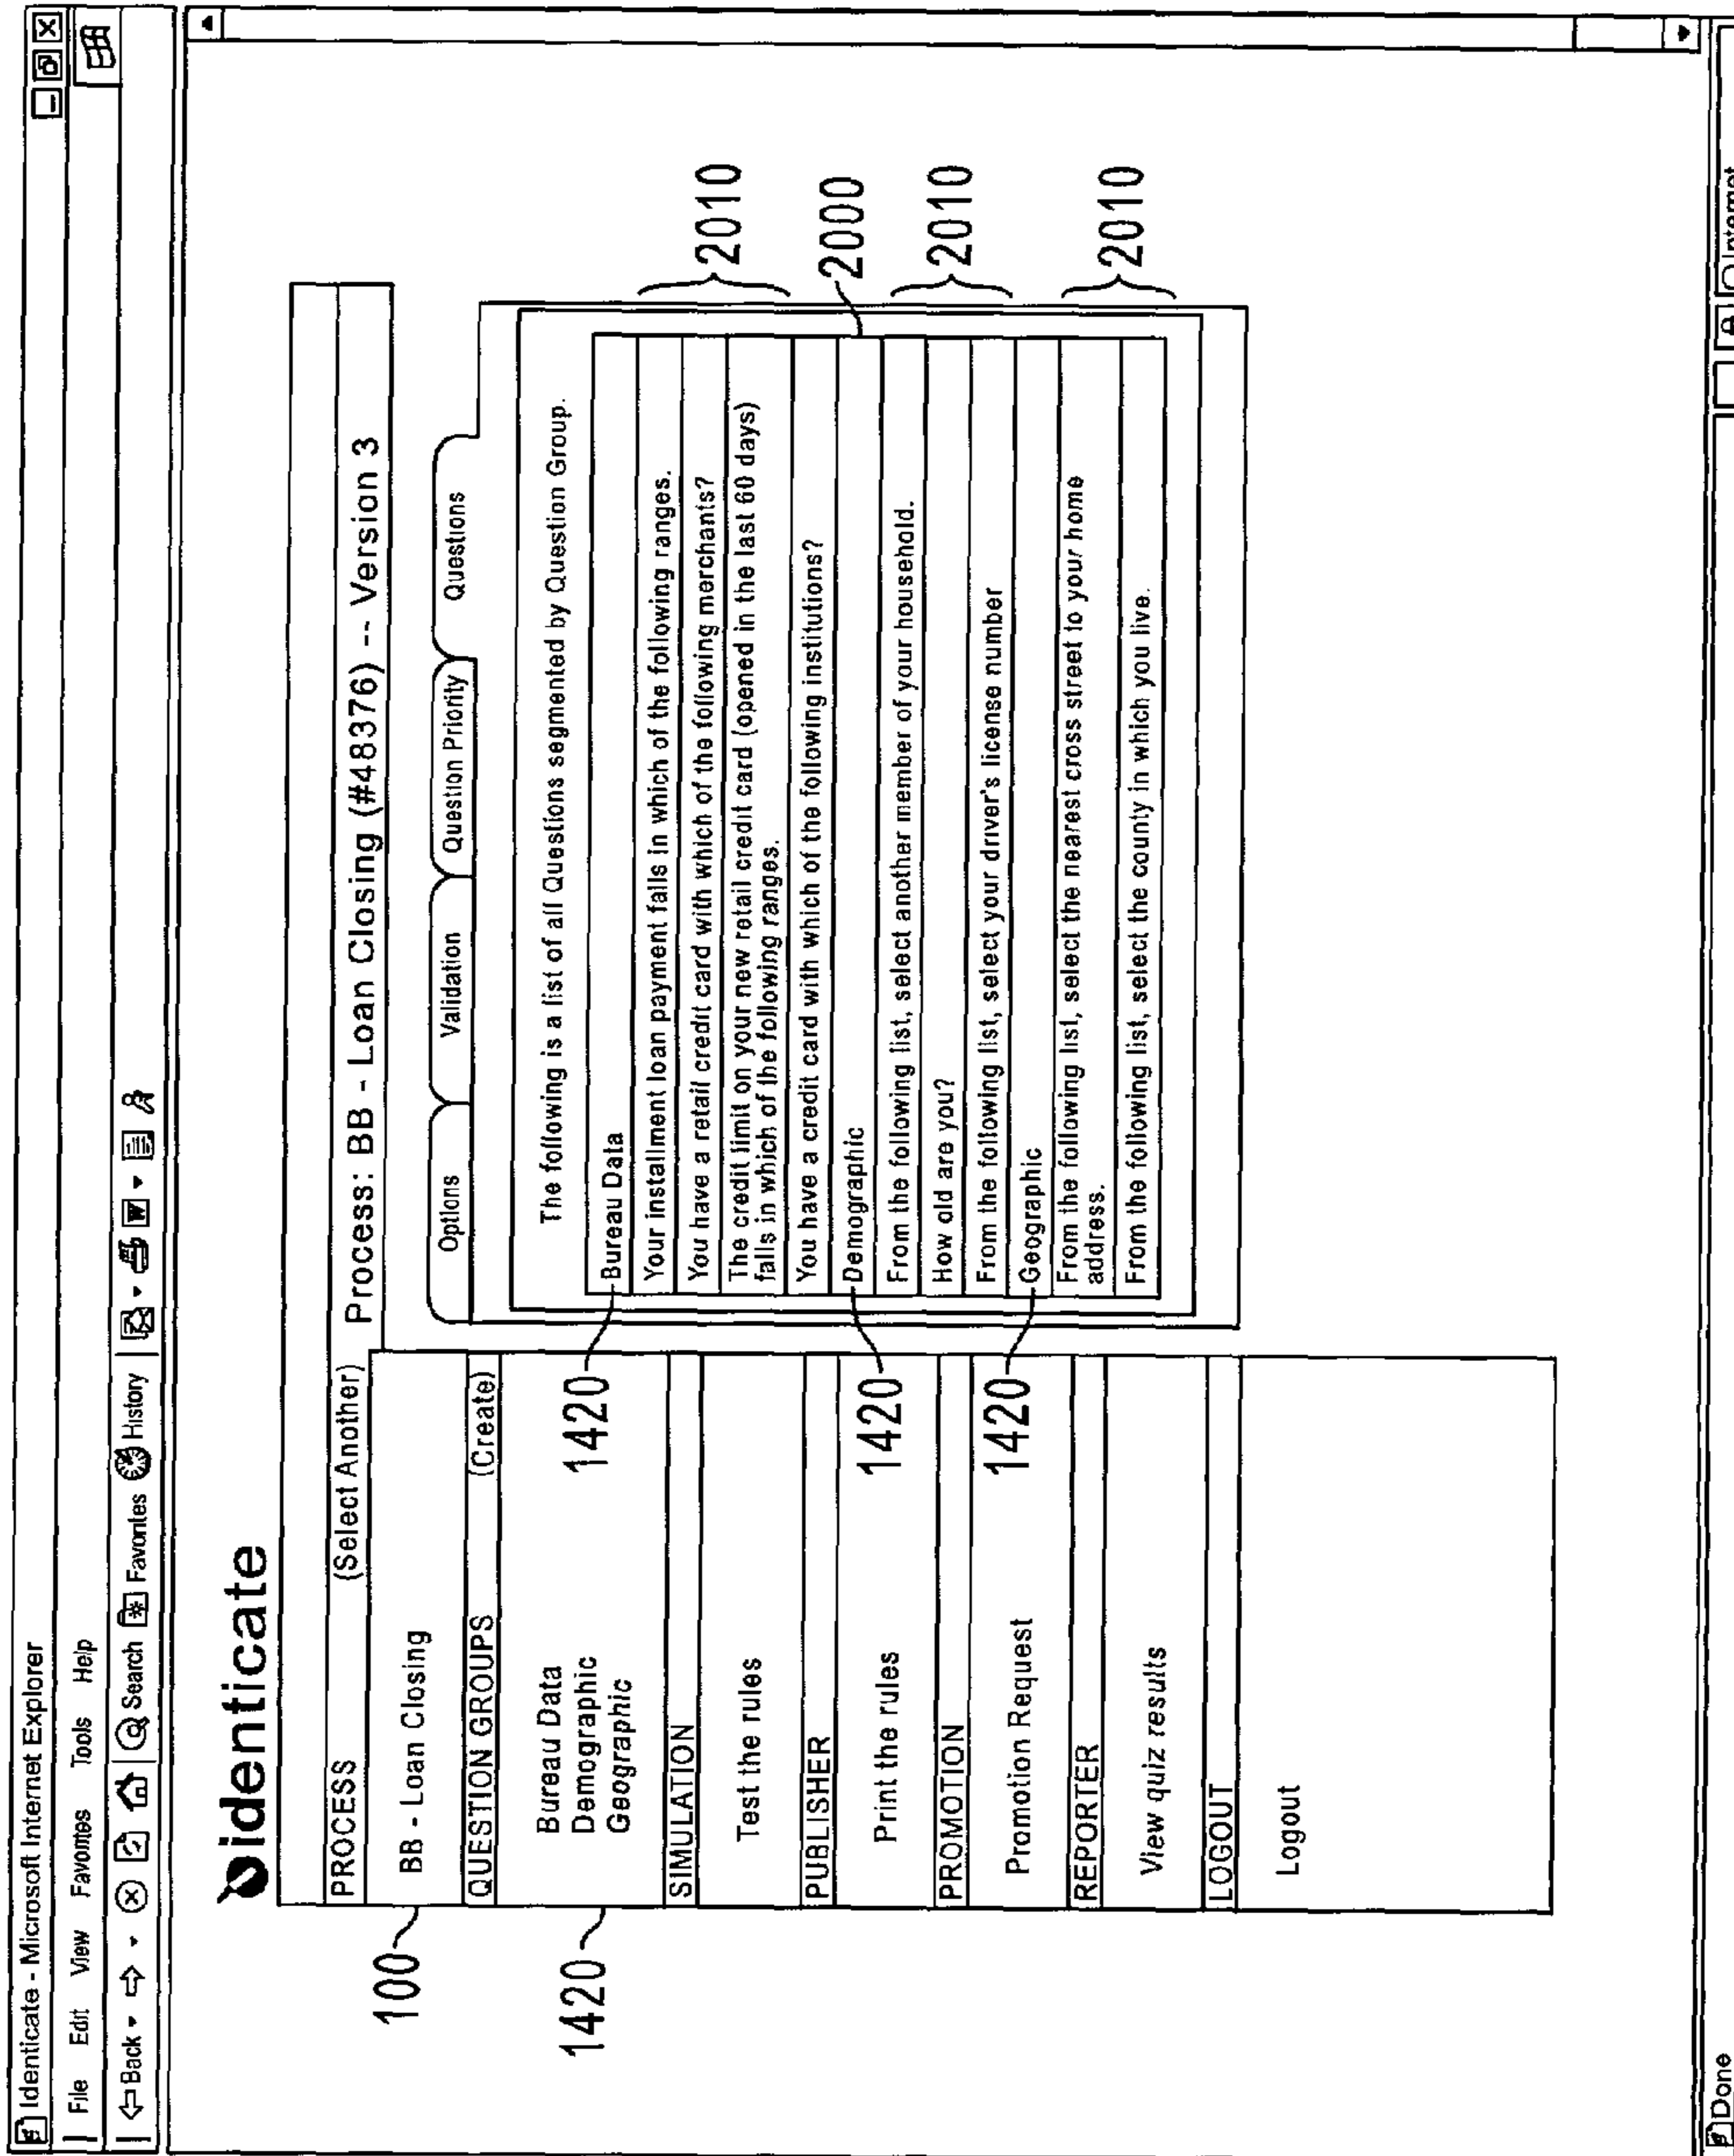 Identicate - Microsoft Internet Explorer
File Edit View Favorites Tools Help
Back Search Favorites History
identicate
PROCESS (Select Another)
100
BB - Loan Closing
QUESTION GROUPS (Create)
1420
Bureau Data
Demographic
Geographic
SIMULATION
Test the rules
PUBLISHER
Print the rules
PROMOTION
Promotion Request
REPORTER
View quiz results
LOGOUT
Logout
Process: BB - Loan Closing (#48376) -- Version 3
Options Validation Question Priority Questions
The following is a list of all Questions segmented by Question Group.
1420 Bureau Data
Your installment loan payment falls in which of the following ranges.
You have a retail credit card with which of the following merchants?
The credit limit on your new retail credit card (opened in the last 60 days)
falls in which of the following ranges.
You have a credit card with which of the following institutions?
2010
1420 Demographic
2000
From the following list, select another member of your household.
How old are you?
From the following list, select your driver's license number
2010
1420 Geographic
From the following list, select the nearest cross street to your home
address.
From the following list, select the county in which you live.
2010
Done Internet